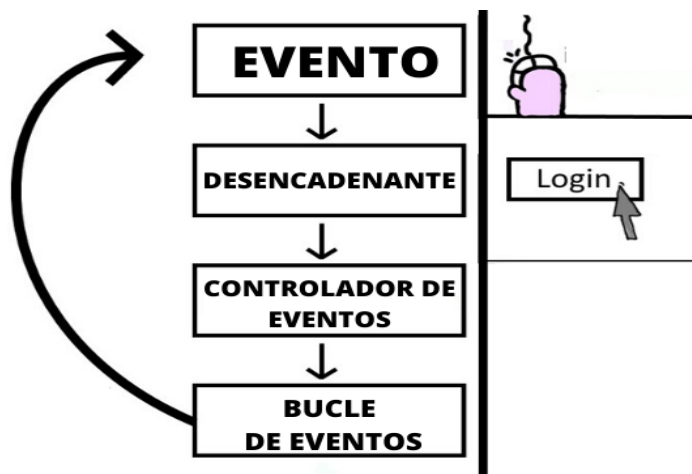 EVENTO
DESENCADENANTE
Login
CONTROLADOR DE
EVENTOS
BUCLE
DE EVENTOS